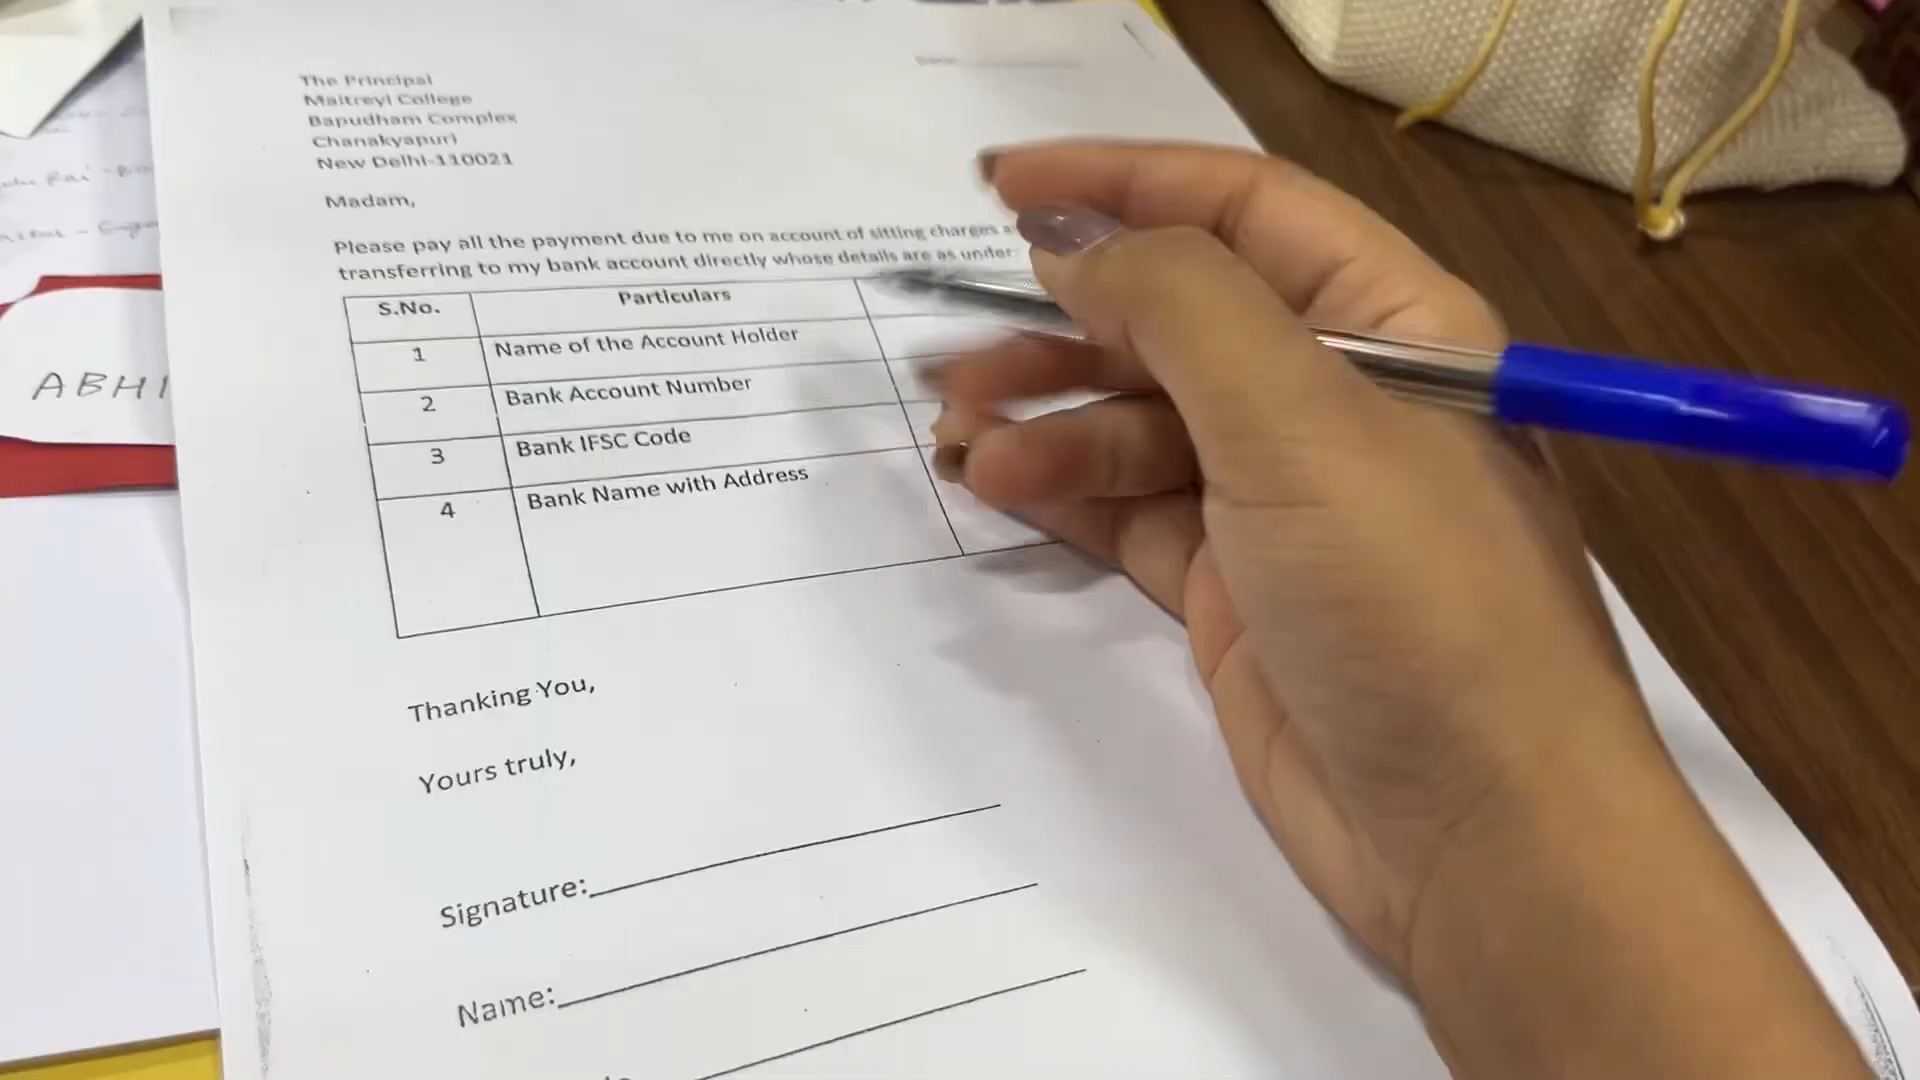 The Principal
Maitreyi College
Bapudham Complex
Chanakyapuri
New Delhi-110021
Madam,
Please pay all the payment due to me on account of sitting charges
transferring to my bank account directly whose details are as under
S.No. Particulars
1 Name of the Account Holder
2 Bank Account Number
3 Bank IFSC Code
4 Bank Name with Address
ABHI
Thanking You,
Yours truly,
Signature:
Name: